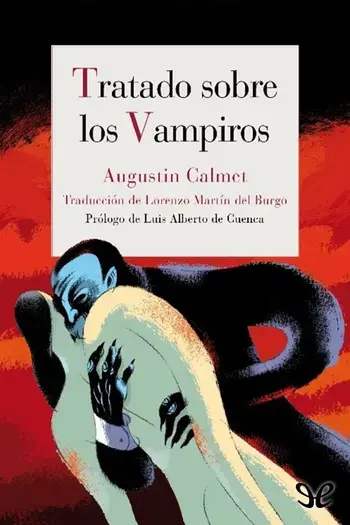 Tratado sobre
los Vampiros
Augustin Calmet
Traducción de Lorenzo Martín del Burgo
Prólogo de Luis Alberto de Cuenca